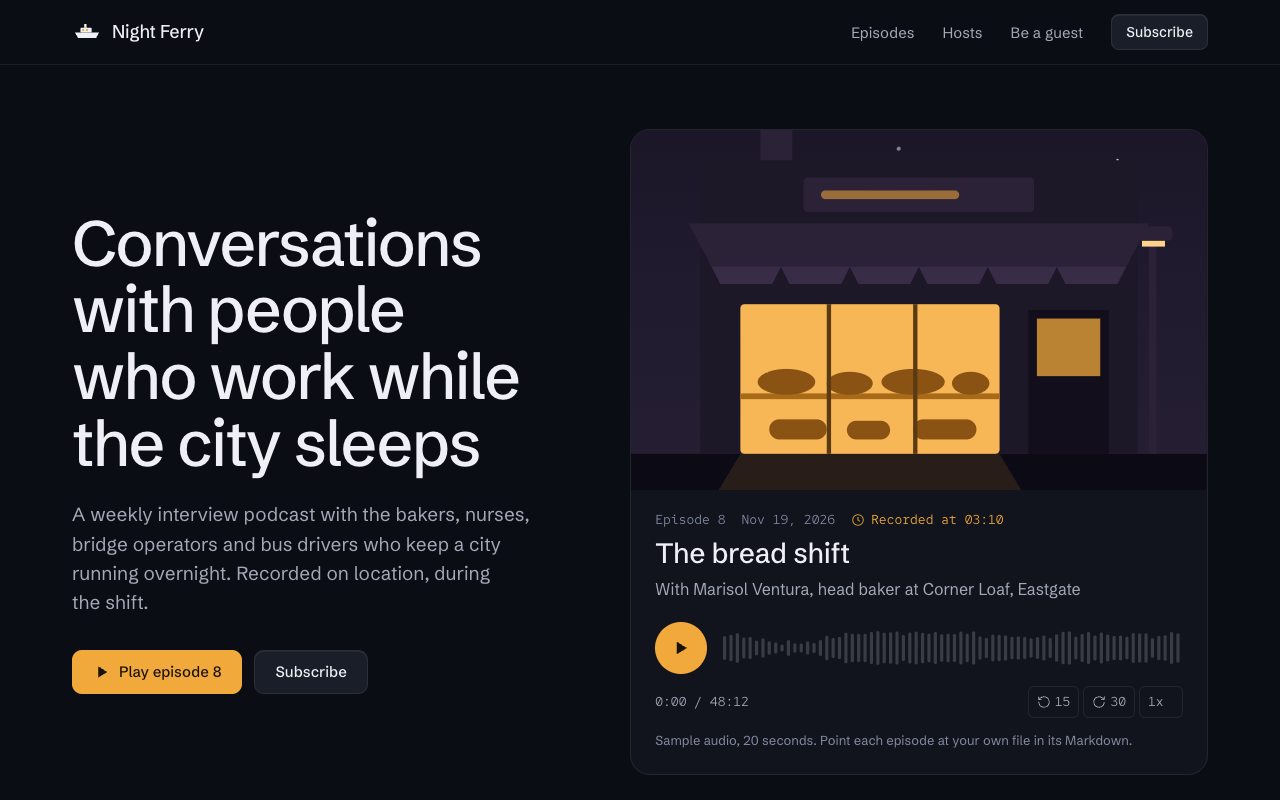 Night Ferry
Episodes
Hosts
Be a guest
Subscribe
Conversations
with people
who work while
the city sleeps
A weekly interview podcast with the bakers, nurses,
bridge operators and bus drivers who keep a city
running overnight. Recorded on location, during
the shift.
Play episode 8
Subscribe
Episode 8 Nov 19, 2026 Recorded at 03:10
The bread shift
With Marisol Ventura, head baker at Corner Loaf, Eastgate
0:00 / 48:12
15
30
1x
Sample audio, 20 seconds. Point each episode at your own file in its Markdown.